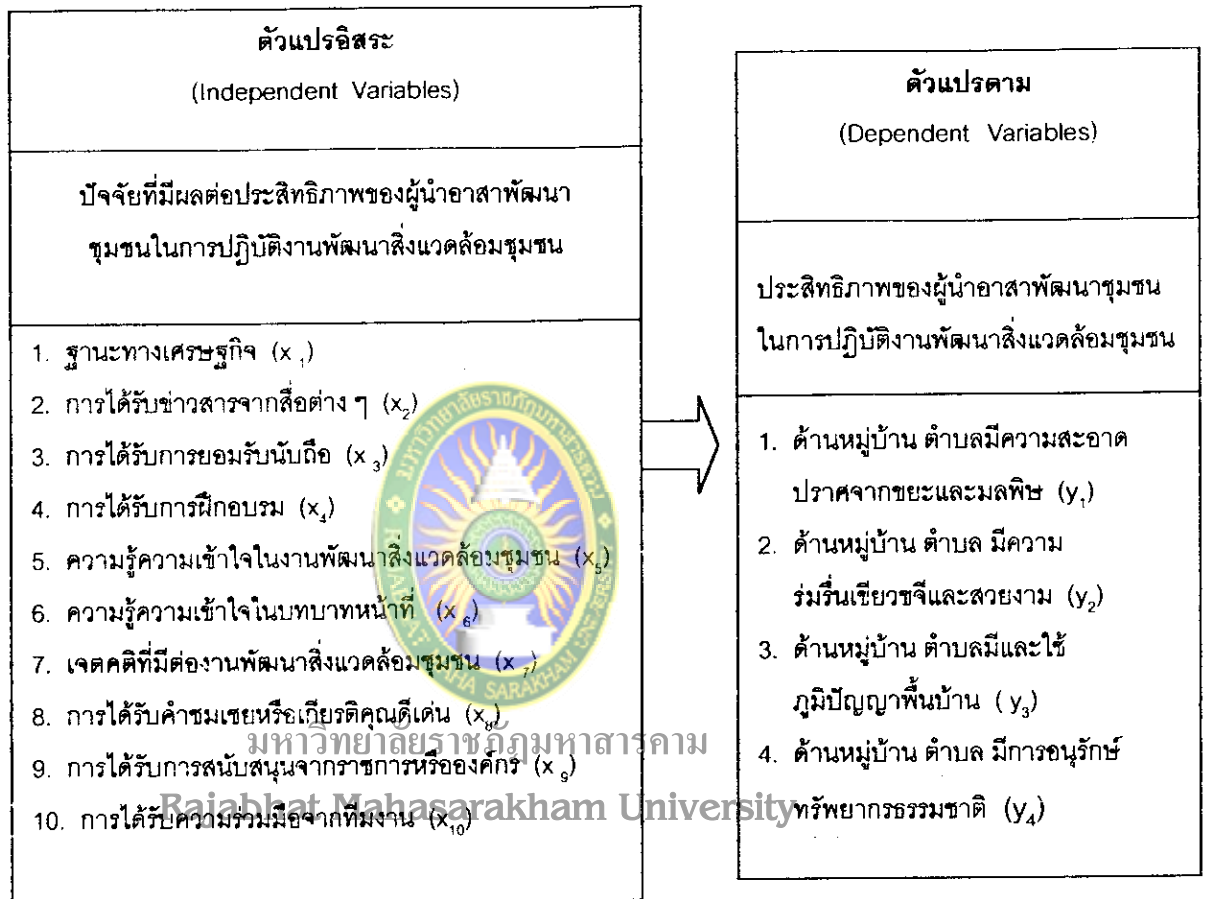 ตัวแปรอิสระ
(Independent Variables)
ปัจจัยที่มีผลต่อประสิทธิภาพของผู้นำอาสาพัฒนา
ชุมชนในการปฏิบัติงานพัฒนาสิ่งแวดล้อมชุมชน
1. ฐานะทางเศรษฐกิจ (x₁)
2. การได้รับข่าวสารจากสื่อต่าง ๆ (x₂)
3. การได้รับการยอมรับนับถือ (x₃)
4. การได้รับการฝึกอบรม (x₄)
5. ความรู้ความเข้าใจในงานพัฒนาสิ่งแวดล้อมชุมชน (x₅)
6. ความรู้ความเข้าใจในบทบาทหน้าที่ (x₆)
7. เจตคติที่มีต่องานพัฒนาสิ่งแวดล้อมชุมชน (x₇)
8. การได้รับคำชมเชยหรือเกียรติคุณดีเด่น (x₈)
9. การได้รับการสนับสนุนจากราชการหรือองค์กร (x₉)
10. การได้รับความร่วมมือจากทีมงาน (x₁₀)
ตัวแปรตาม
(Dependent Variables)
ประสิทธิภาพของผู้นำอาสาพัฒนาชุมชน
ในการปฏิบัติงานพัฒนาสิ่งแวดล้อมชุมชน
1. ด้านหมู่บ้าน ตำบลมีความสะอาด
ปราศจากขยะและมลพิษ (y₁)
2. ด้านหมู่บ้าน ตำบล มีความ
ร่มรื่นเขียวขจีและสวยงาม (y₂)
3. ด้านหมู่บ้าน ตำบลมีและใช้
ภูมิปัญญาพื้นบ้าน (y₃)
4. ด้านหมู่บ้าน ตำบล มีการอนุรักษ์
ทรัพยากรธรรมชาติ (y₄)
มหาวิทยาลัยราชภัฏมหาสารคาม
Rajabhat Mahasarakham University